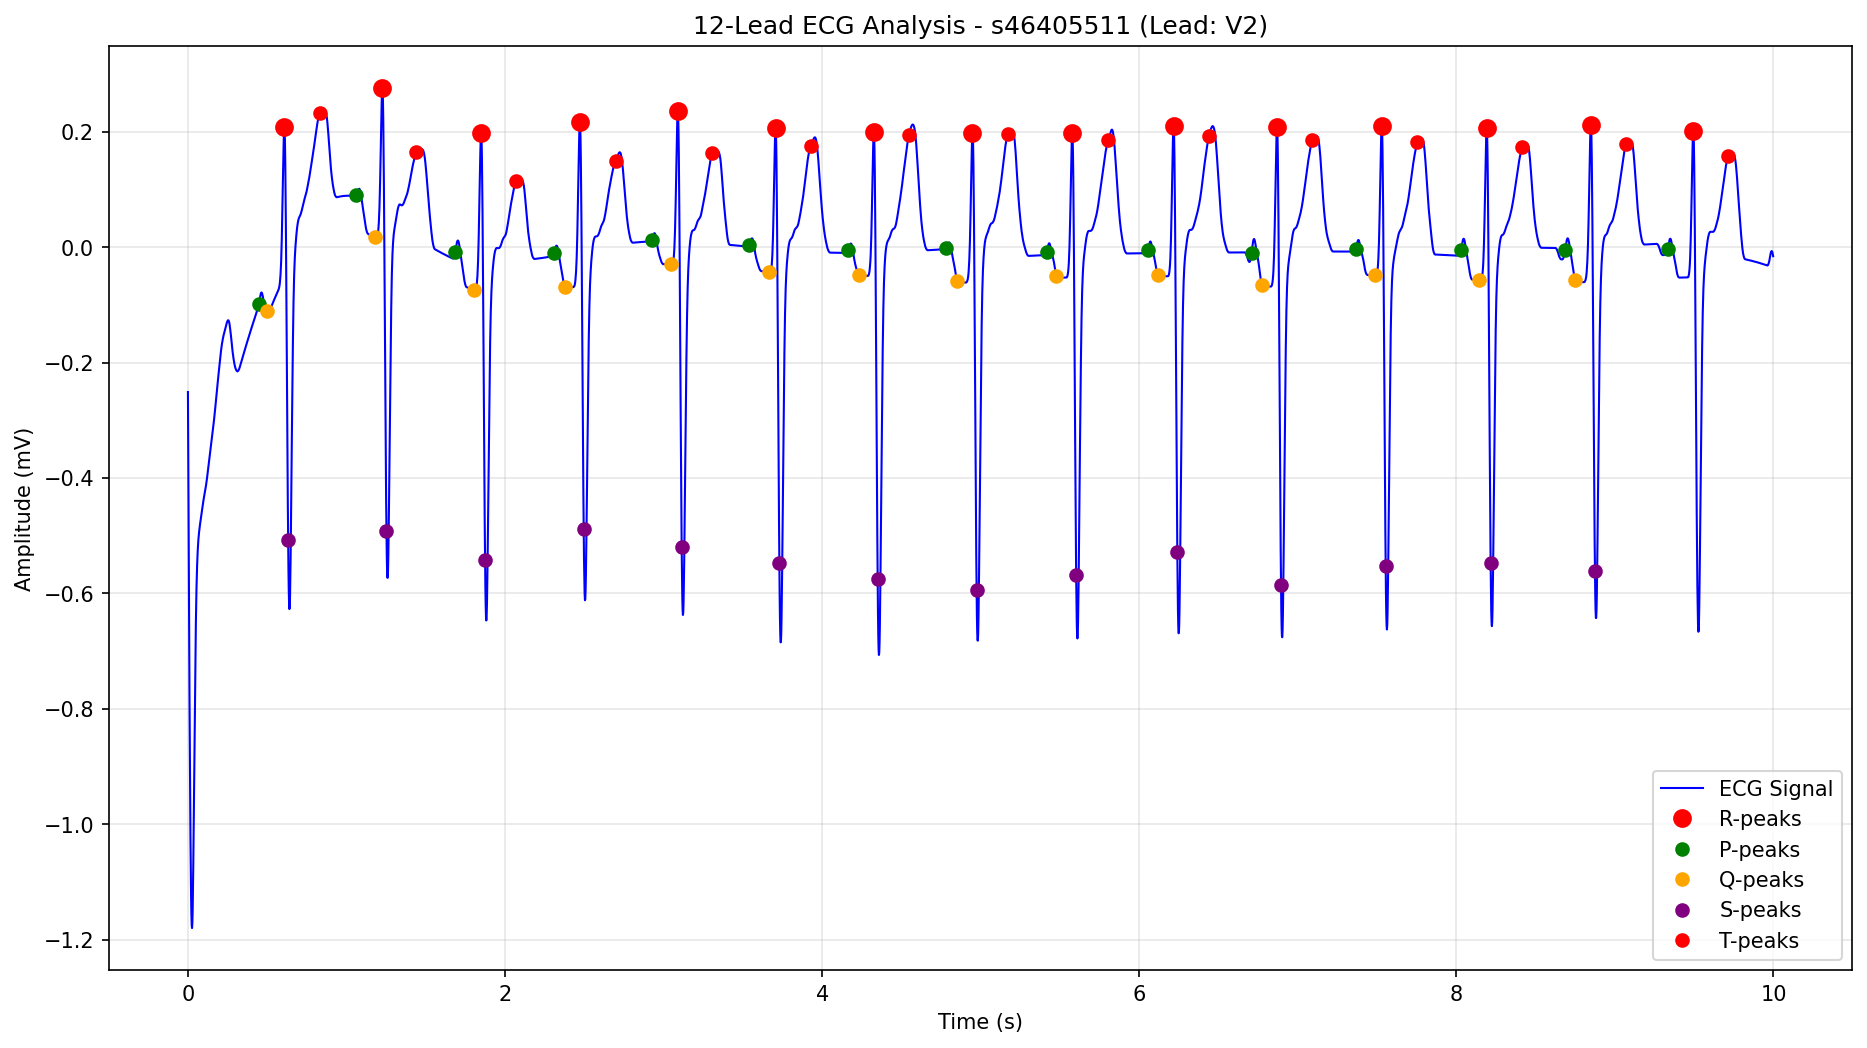 12-Lead ECG Analysis - s46405511 (Lead: V2)
Amplitude (mV)
0.2
0.0
−0.2
−0.4
−0.6
−0.8
−1.0
−1.2
0 2 4 6 8 10
Time (s)
ECG Signal
R-peaks
P-peaks
Q-peaks
S-peaks
T-peaks